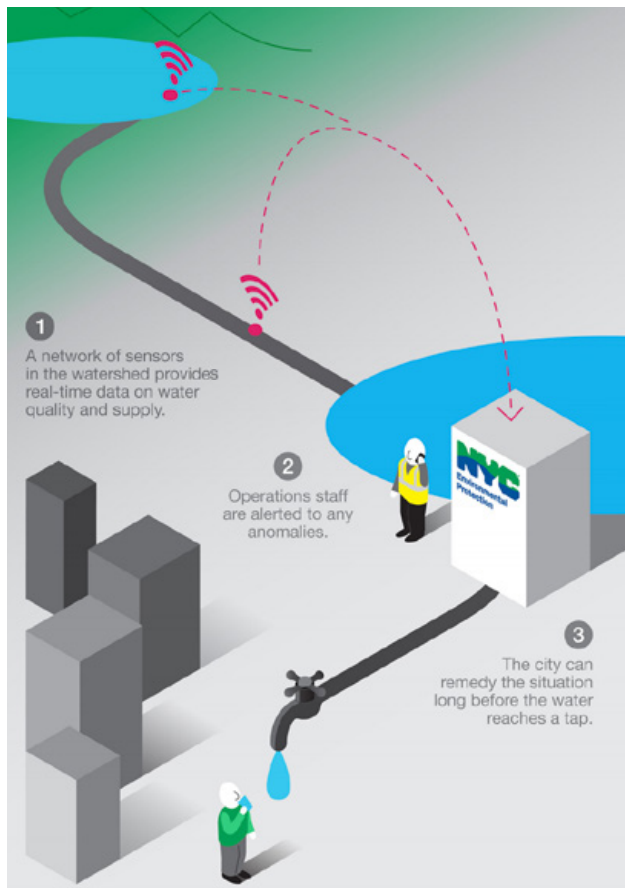 1
A network of sensors
in the watershed provides
real-time data on water
quality and supply.
2
Operations staff
are alerted to any
anomalies.
NYC
Environmental
Protection
3
The city can
remedy the situation
long before the water
reaches a tap.